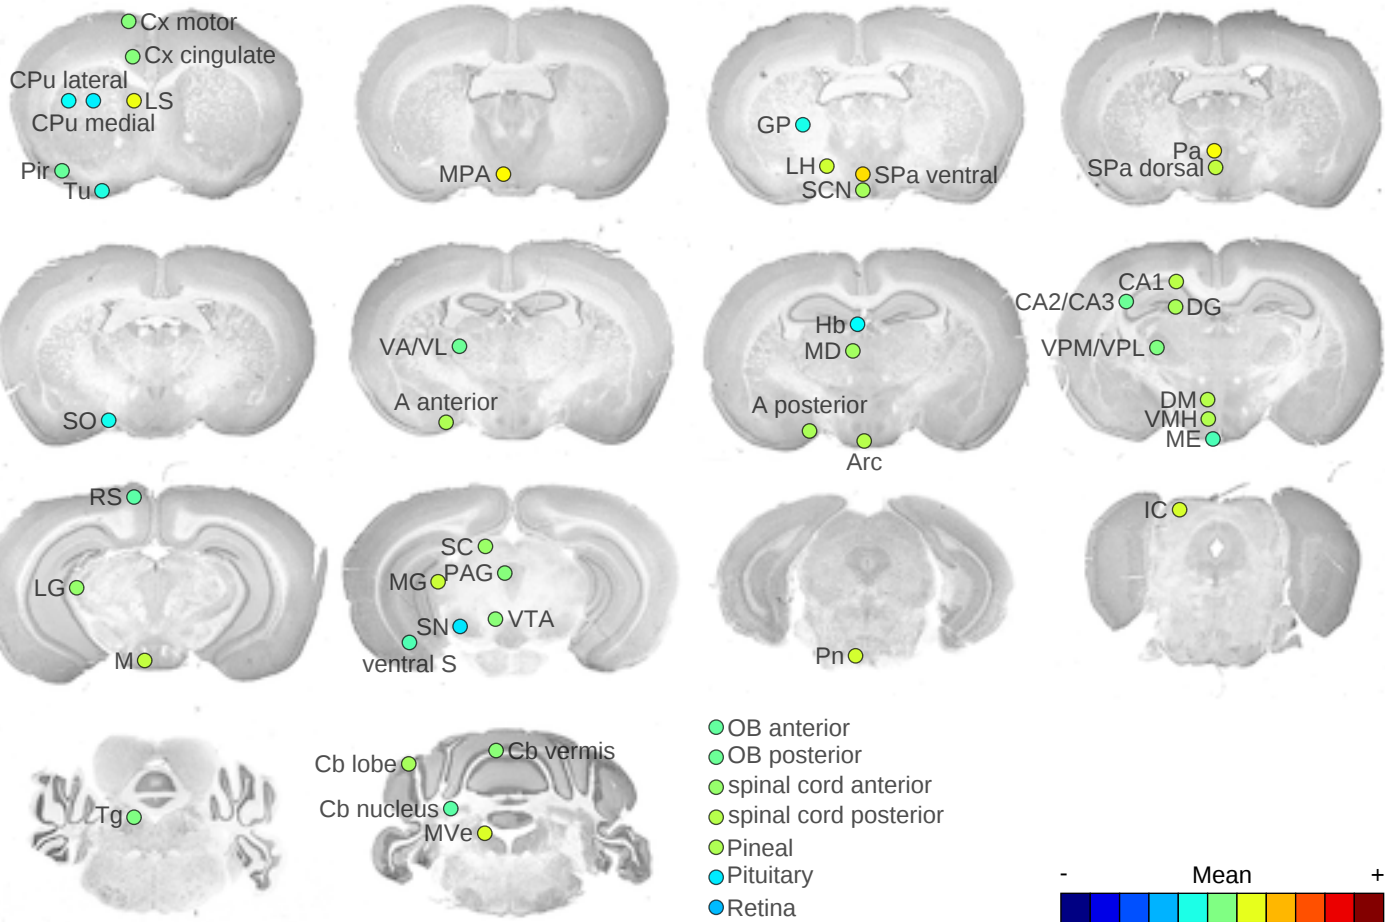 Cx motor
Cx cingulate
CPu lateral
LS
CPu medial
Pir
Tu
MPA
GP
LH
SPa ventral
SCN
Pa
SPa dorsal
SO
VA/VL
A anterior
Hb
MD
A posterior
Arc
CA1
CA2/CA3
DG
VPM/VPL
DM
VMH
ME
RS
LG
M
SC
MG
PAG
SN
VTA
ventral S
Pn
IC
Tg
Cb lobe
Cb vermis
Cb nucleus
MVe
OB anterior
OB posterior
spinal cord anterior
spinal cord posterior
Pineal
Pituitary
Retina
- Mean +